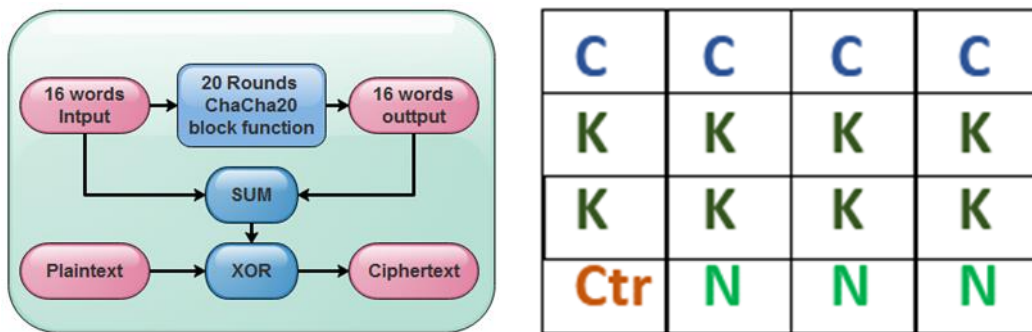 16 words
Intput
20 Rounds
ChaCha20
block function
16 words
outtput
SUM
Plaintext
XOR
Ciphertext
C C C C
K K K K
K K K K
Ctr N N N